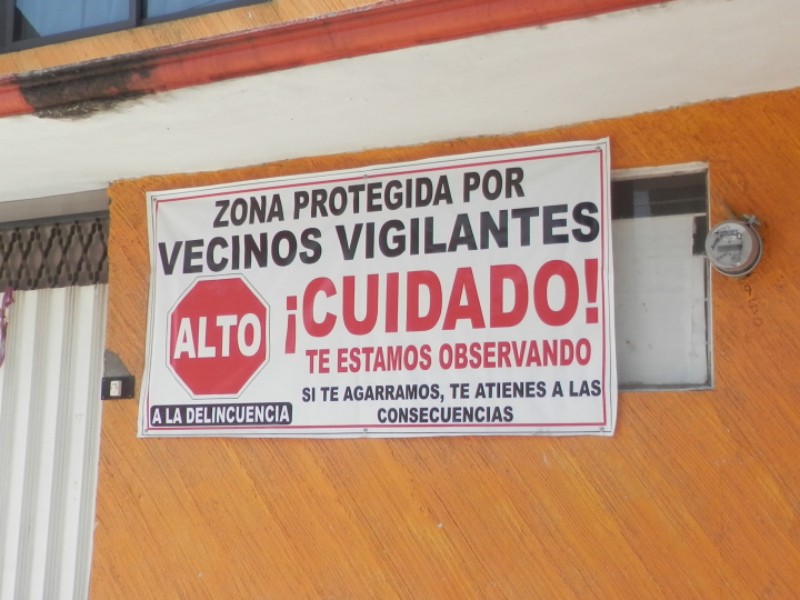 ZONA PROTEGIDA POR
VECINOS VIGILANTES
ALTO
¡CUIDADO!
TE ESTAMOS OBSERVANDO
A LA DELINCUENCIA
SI TE AGARRAMOS, TE ATIENES A LAS
CONSECUENCIAS